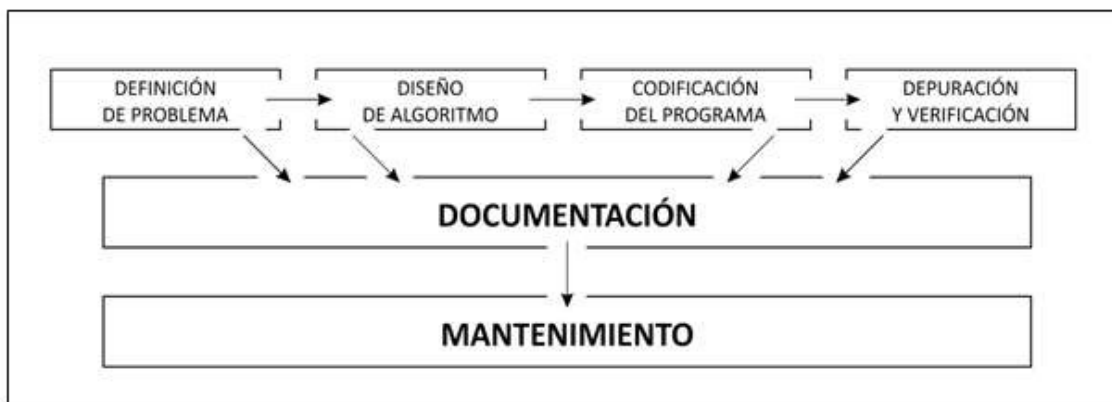 DEFINICIÓN
DE PROBLEMA
DISEÑO
DE ALGORITMO
CODIFICACIÓN
DEL PROGRAMA
DEPURACIÓN
Y VERIFICACIÓN
DOCUMENTACIÓN
MANTENIMIENTO